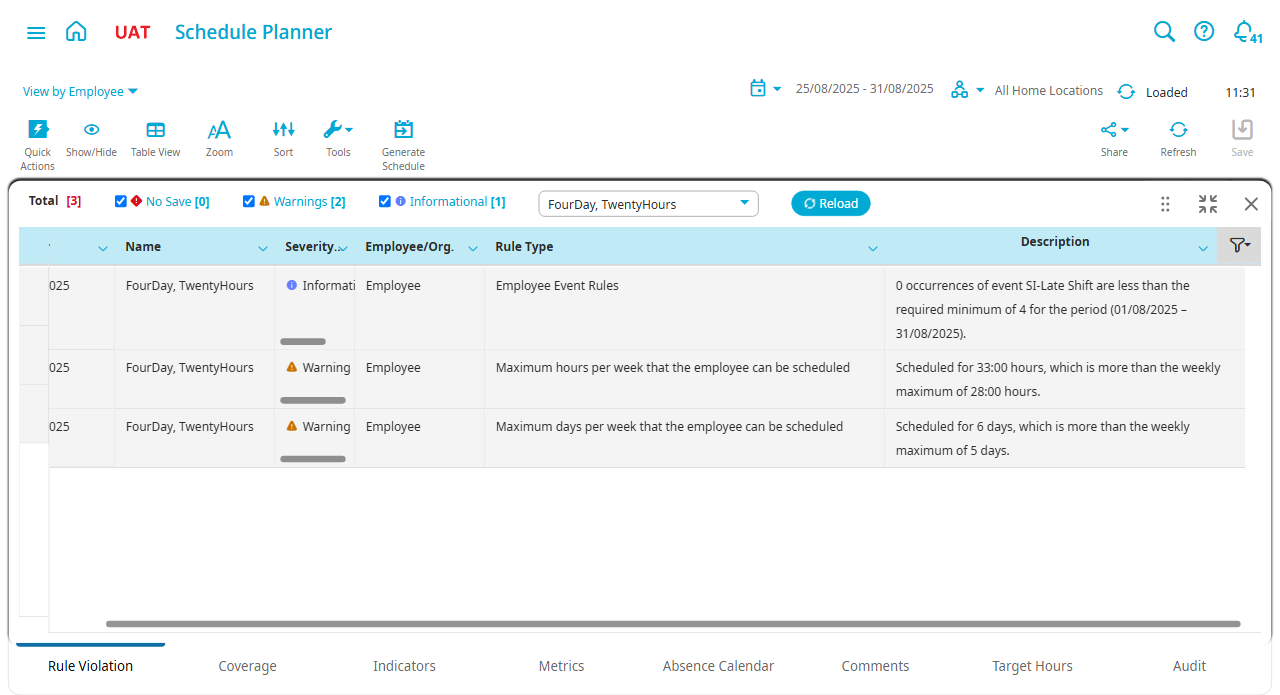 UAT Schedule Planner
41
View by Employee
25/08/2025 - 31/08/2025
All Home Locations
Loaded
11:31
Quick Actions
Show/Hide
Table View
Zoom
Sort
Tools
Generate Schedule
Share
Refresh
Save
Total [3]
No Save [0]
Warnings [2]
Informational [1]
FourDay, TwentyHours
Reload
Name
Severity...
Employee/Org.
Rule Type
Description
025
FourDay, TwentyHours
Informati
Employee
Employee Event Rules
0 occurrences of event SI-Late Shift are less than the
required minimum of 4 for the period (01/08/2025 –
31/08/2025).
025
FourDay, TwentyHours
Warning
Employee
Maximum hours per week that the employee can be scheduled
Scheduled for 33:00 hours, which is more than the weekly
maximum of 28:00 hours.
025
FourDay, TwentyHours
Warning
Employee
Maximum days per week that the employee can be scheduled
Scheduled for 6 days, which is more than the weekly
maximum of 5 days.
Rule Violation
Coverage
Indicators
Metrics
Absence Calendar
Comments
Target Hours
Audit